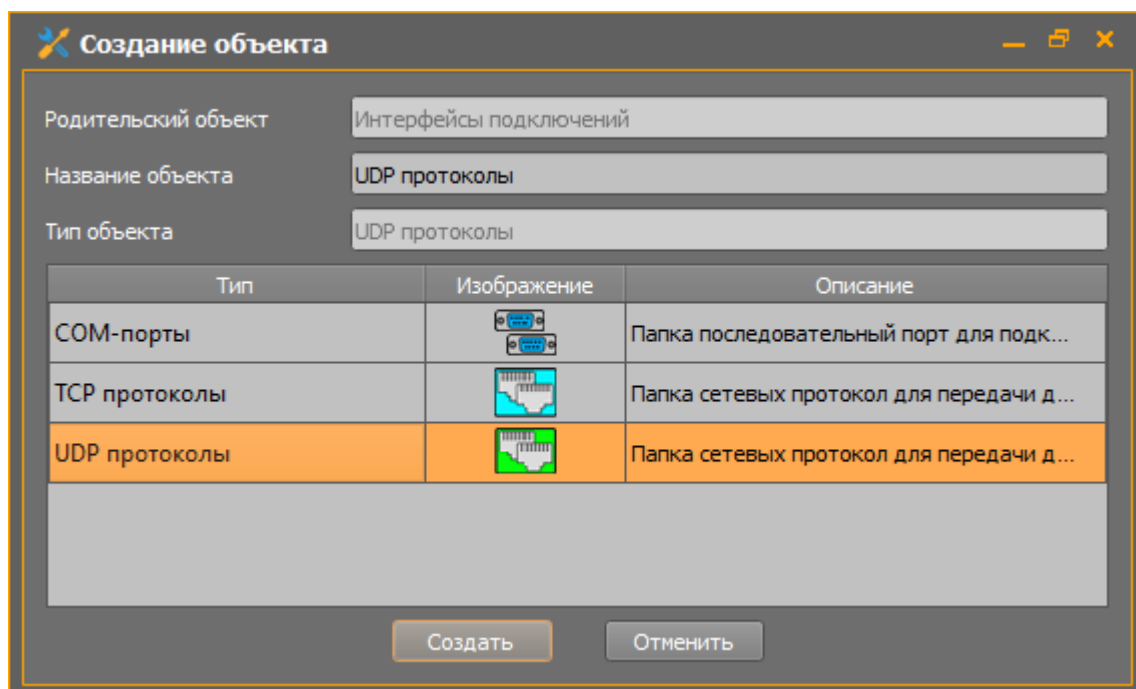 Создание объекта
Родительский объект Интерфейсы подключений
Название объекта UDP протоколы
Тип объекта UDP протоколы
Тип Изображение Описание
COM-порты Папка последовательный порт для подк...
TCP протоколы Папка сетевых протокол для передачи д...
UDP протоколы Папка сетевых протокол для передачи д...
Создать Отменить